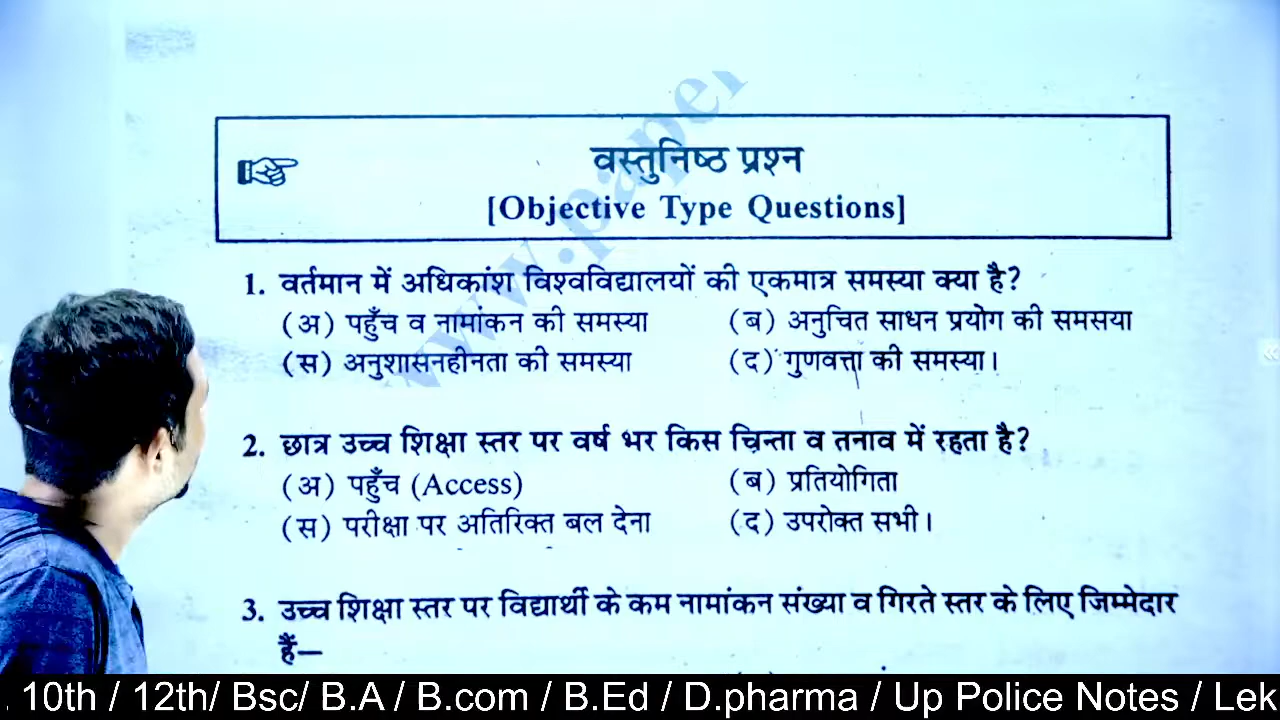 www.paper
वस्तुनिष्ठ प्रश्न
[Objective Type Questions]
1. वर्तमान में अधिकांश विश्वविद्यालयों की एकमात्र समस्या क्या है?
(अ) पहुँच व नामांकन की समस्या (ब) अनुचित साधन प्रयोग की समसया
(स) अनुशासनहीनता की समस्या (द) गुणवत्ता की समस्या।
2. छात्र उच्च शिक्षा स्तर पर वर्ष भर किस चिन्ता व तनाव में रहता है?
(अ) पहुँच (Access) (ब) प्रतियोगिता
(स) परीक्षा पर अतिरिक्त बल देना (द) उपरोक्त सभी।
3. उच्च शिक्षा स्तर पर विद्यार्थी के कम नामांकन संख्या व गिरते स्तर के लिए जिम्मेदार
हैं—
10th / 12th/ Bsc/ B.A / B.com / B.Ed / D.pharma / Up Police Notes / Lek